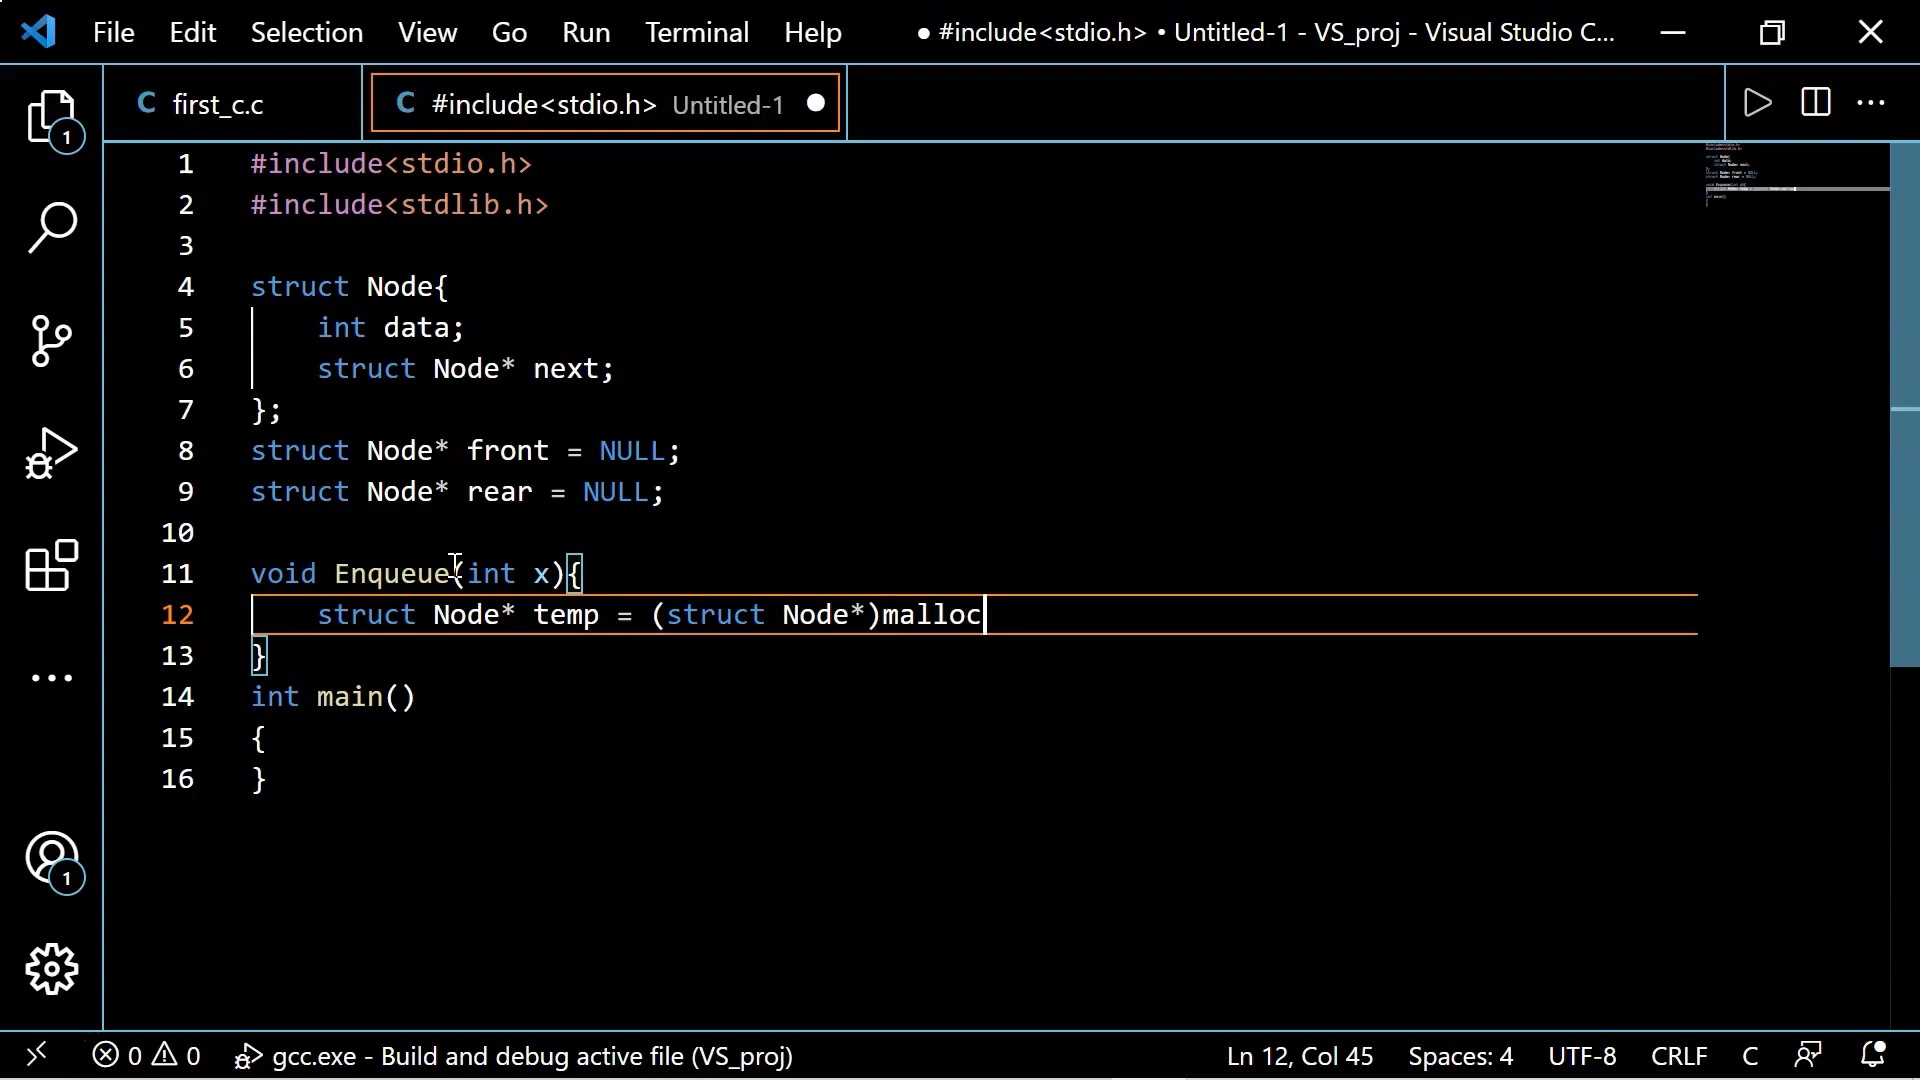 File Edit Selection View Go Run Terminal Help ● #include<stdio.h> • Untitled-1 - VS_proj - Visual Studio C...
C first_c.c C #include<stdio.h> Untitled-1
1
1 #include<stdio.h>
2 #include<stdlib.h>
3
4 struct Node{
5 int data;
6 struct Node* next;
7 };
8 struct Node* front = NULL;
9 struct Node* rear = NULL;
10
11 void Enqueue(int x){
12 struct Node* temp = (struct Node*)malloc
13 }
14 int main()
15 {
16 }
1
0 0 gcc.exe - Build and debug active file (VS_proj) Ln 12, Col 45 Spaces: 4 UTF-8 CRLF C